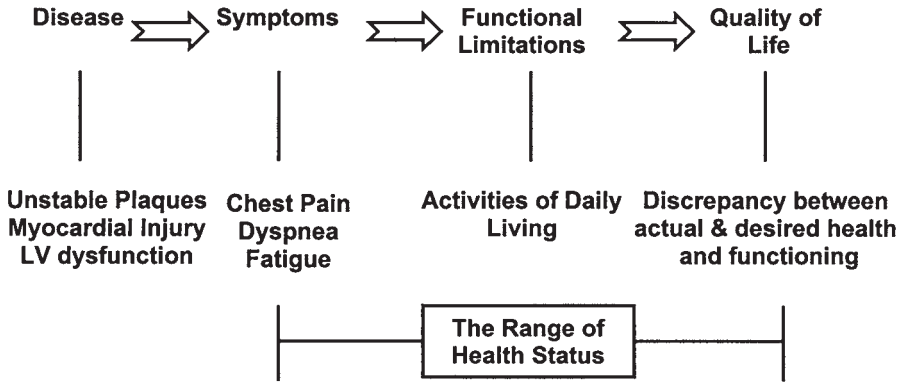 Disease
Symptoms
Functional
Limitations
Quality of
Life
Unstable Plaques
Myocardial Injury
LV dysfunction
Chest Pain
Dyspnea
Fatigue
Activities of Daily
Living
Discrepancy between
actual & desired health
and functioning
The Range of
Health Status